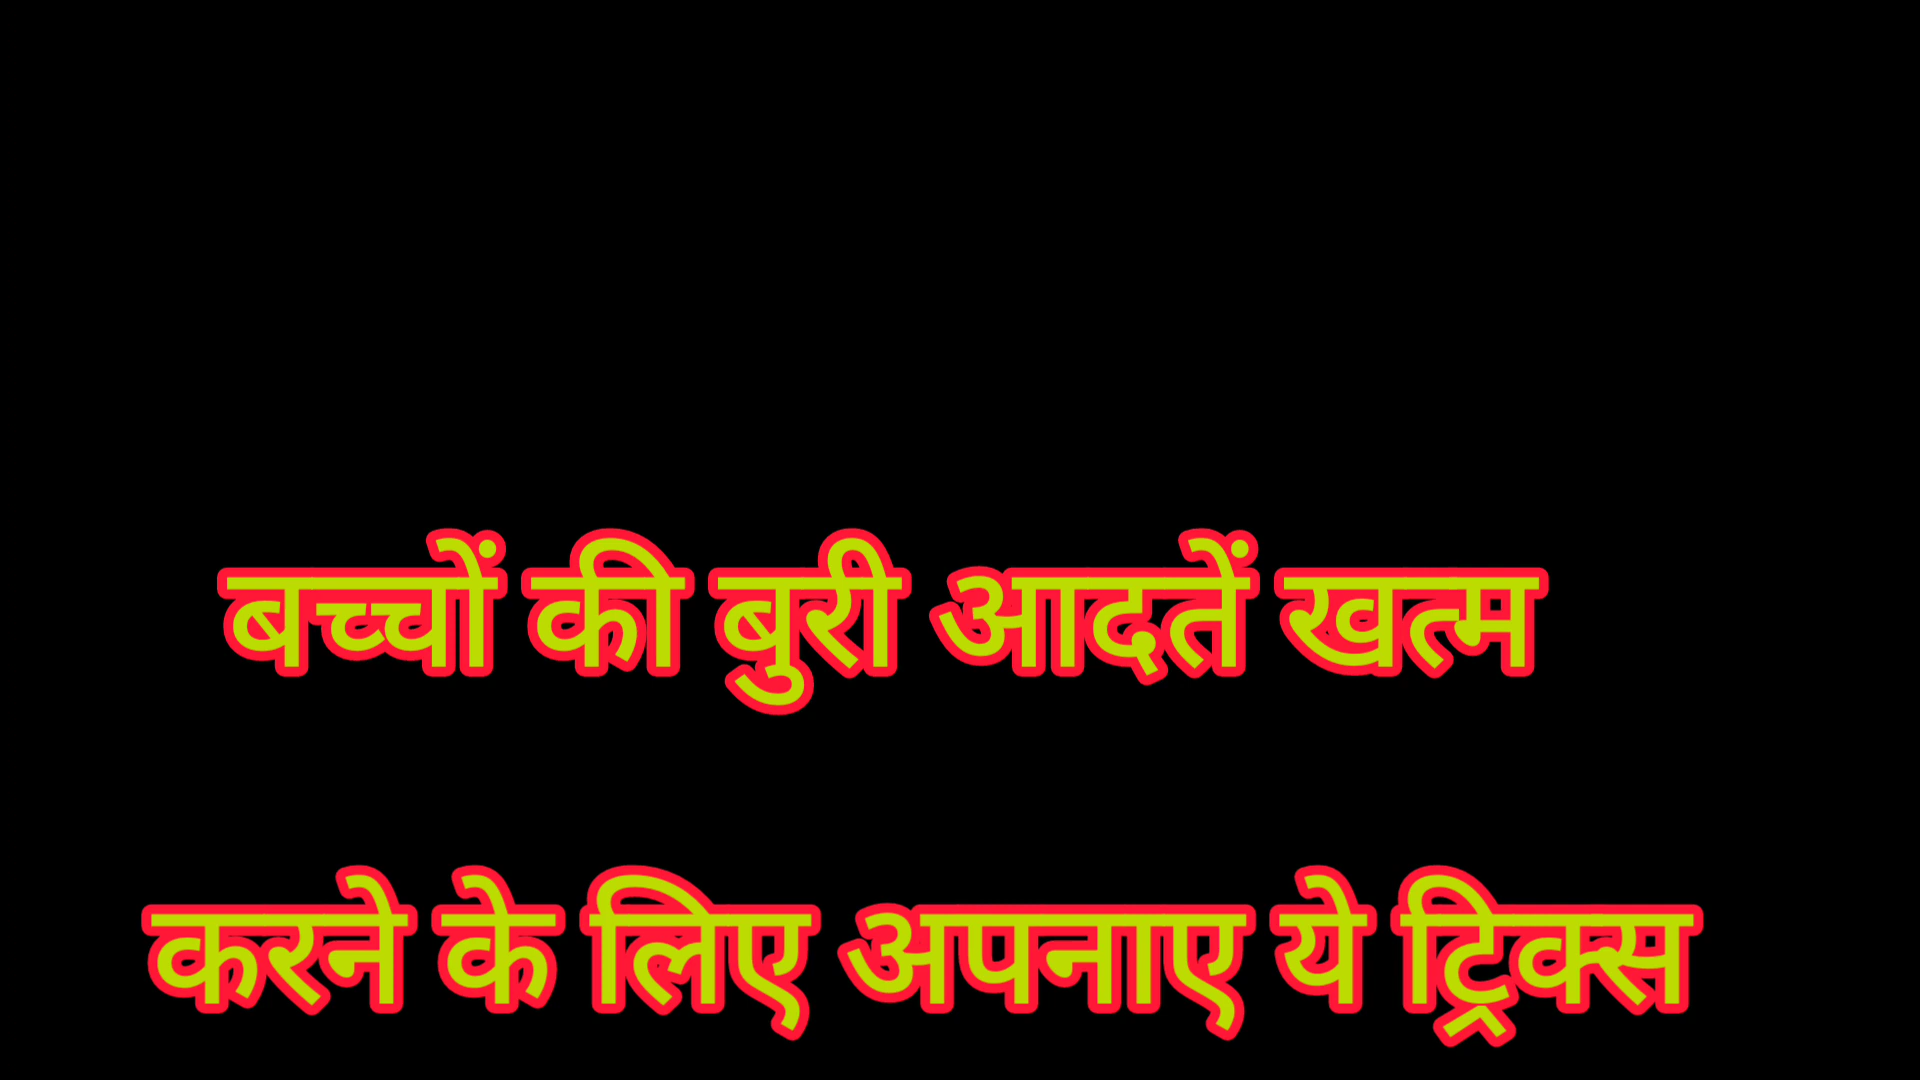 बच्चों की बुरी आदतें खत्म
करने के लिए अपनाए ये ट्रिक्स